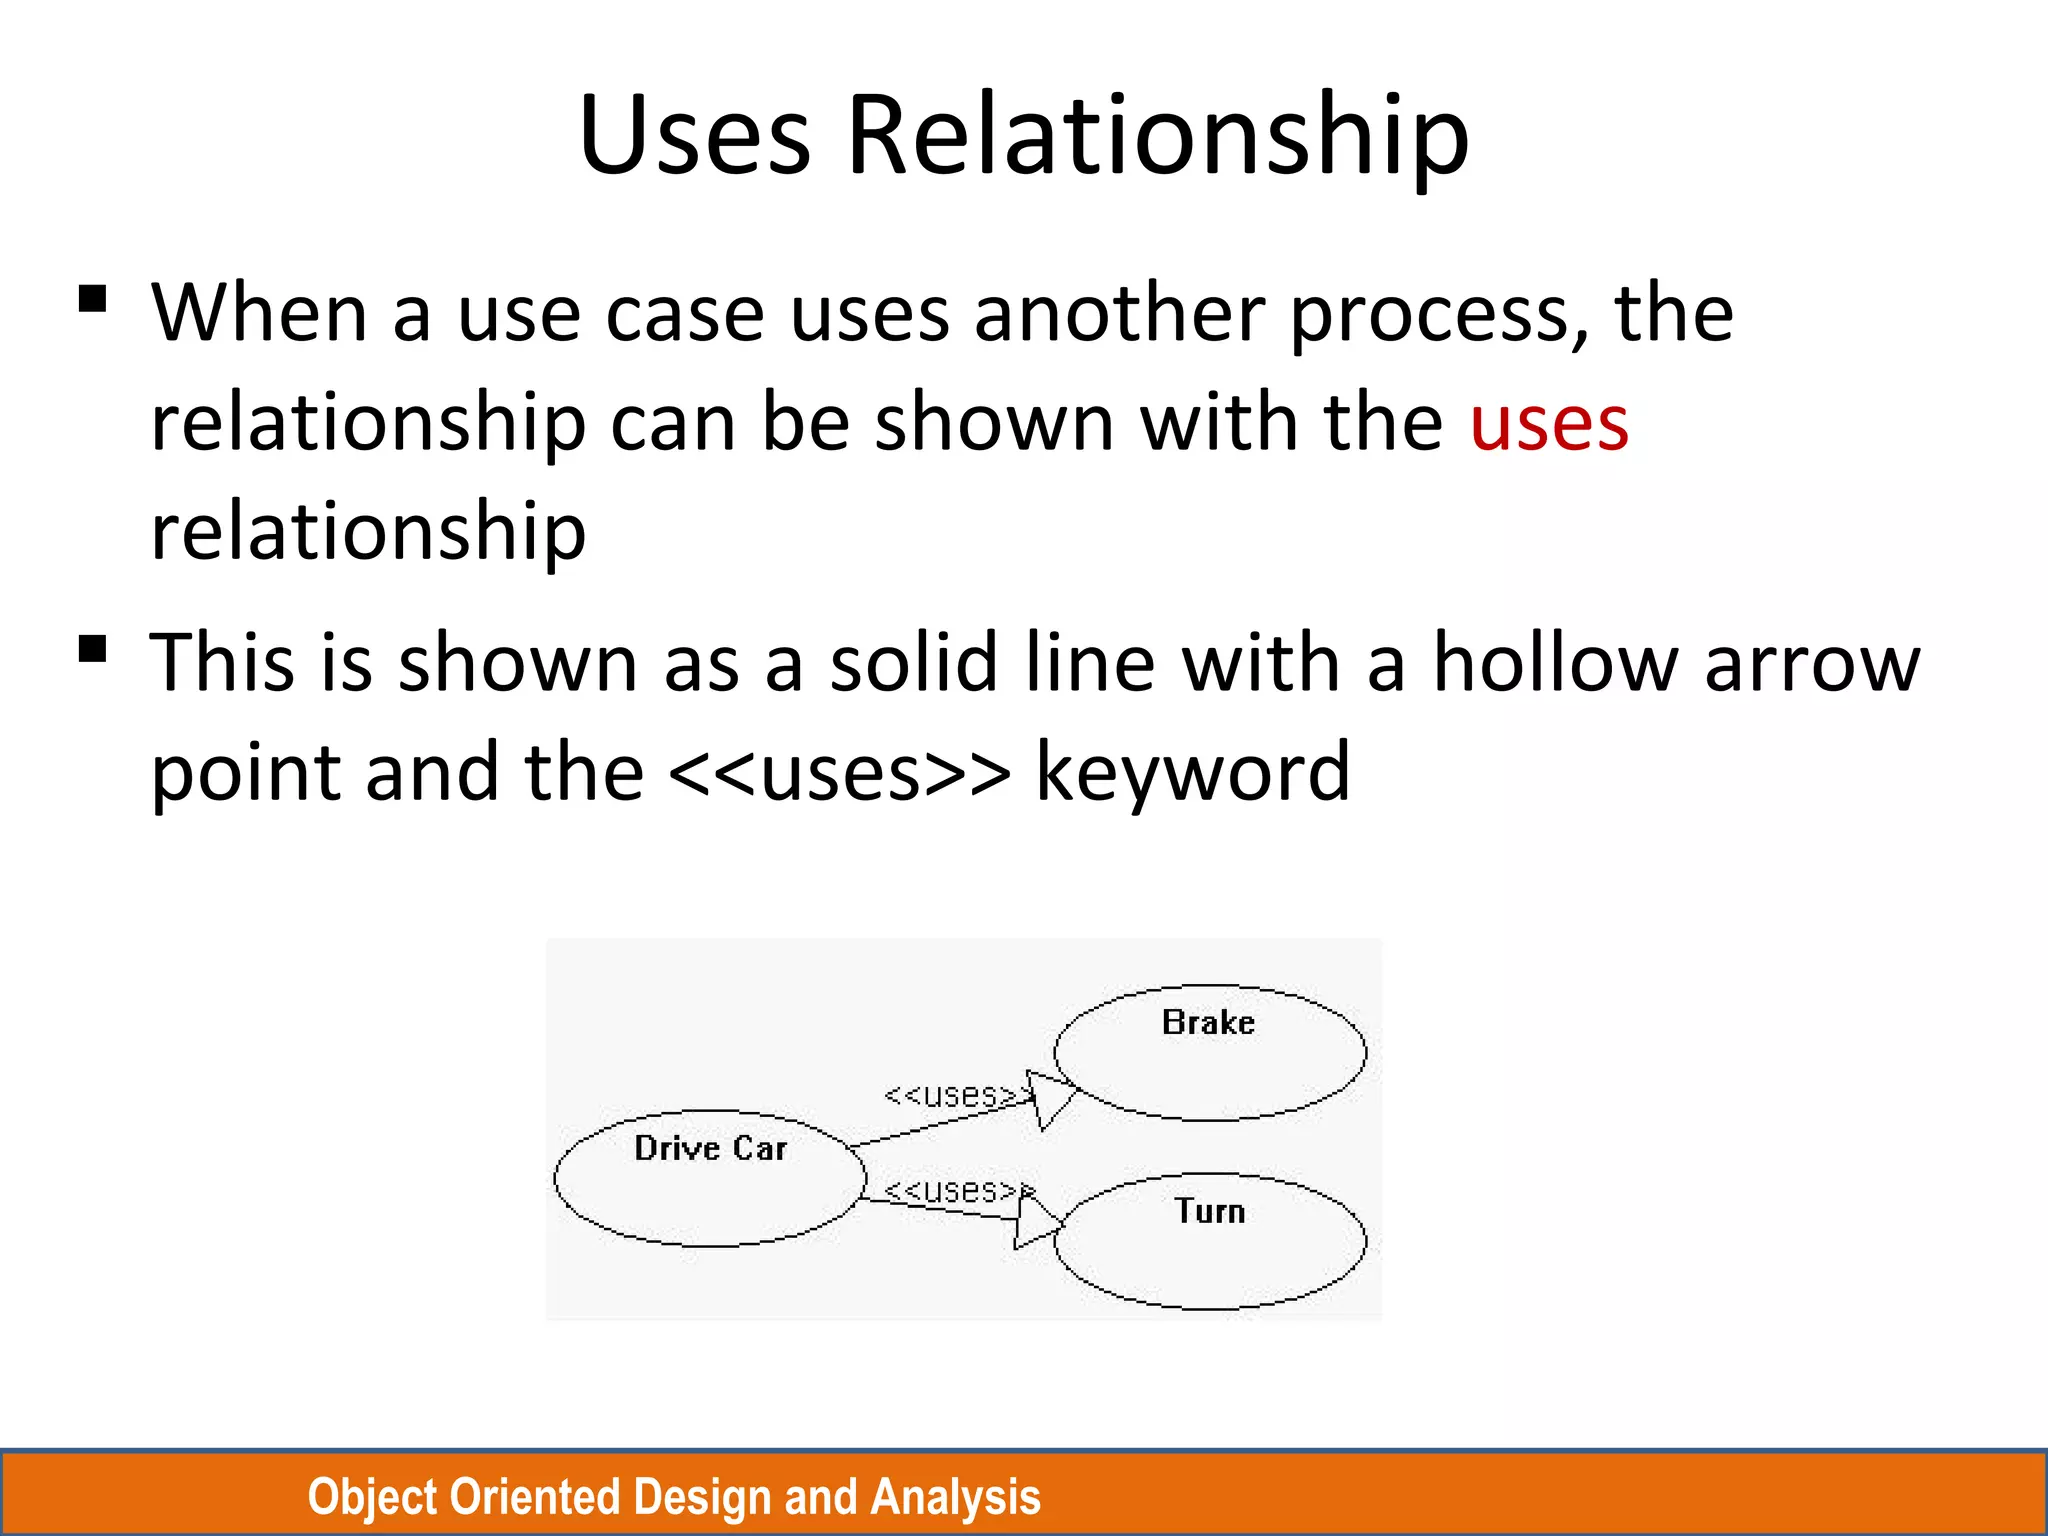 Uses Relationship
▪ When a use case uses another process, the
relationship can be shown with the uses
relationship
▪ This is shown as a solid line with a hollow arrow
point and the <<uses>> keyword
Brake
<<uses>>
Drive Car
<<uses>>
Turn
Object Oriented Design and Analysis